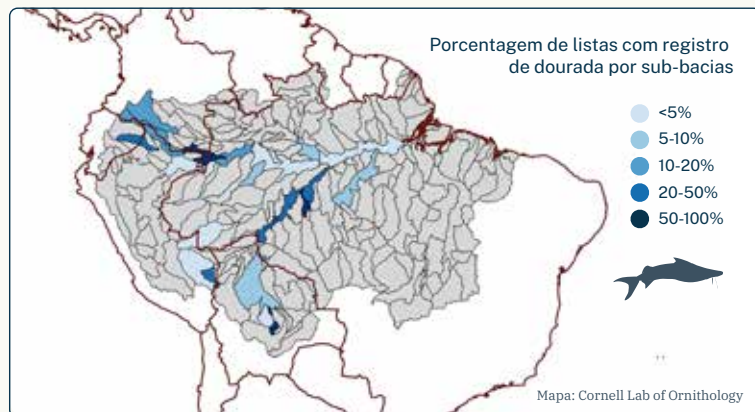 Porcentagem de listas com registro
de dourada por sub-bacias
<5%
5-10%
10-20%
20-50%
50-100%
Mapa: Cornell Lab of Ornithology